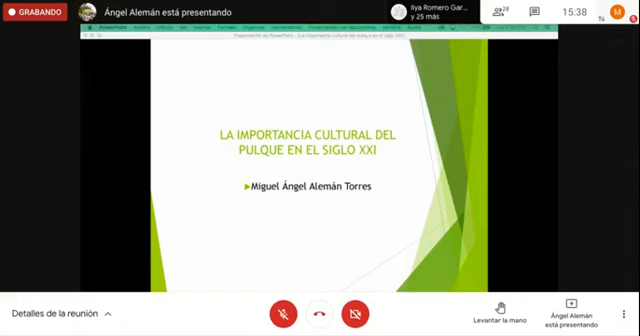 GRABANDO
Ángel Alemán está presentando
Ilya Romero Gar...
y 25 más
28
15:38
Tú
M
PowerPoint
LA IMPORTANCIA CULTURAL DEL
PULQUE EN EL SIGLO XXI
Miguel Ángel Alemán Torres
Detalles de la reunión
Levantar la mano
Ángel Alemán
está presentando